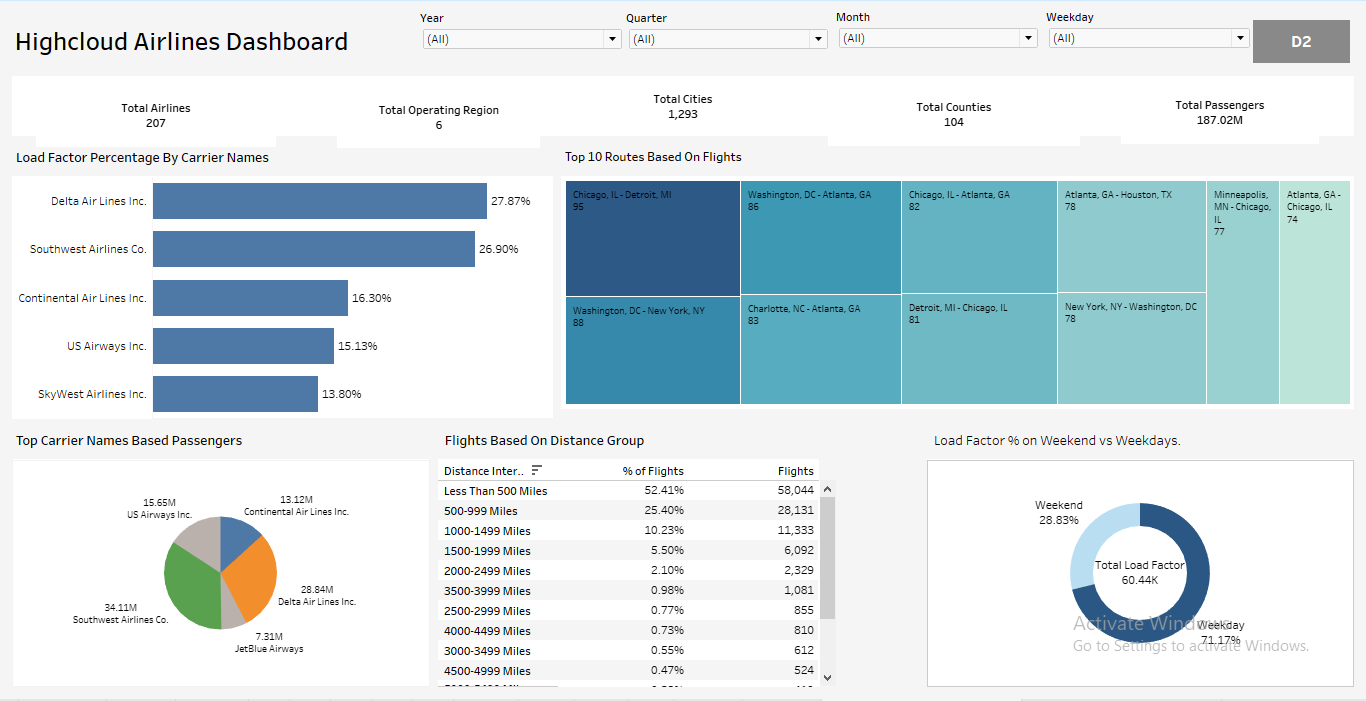 Highcloud Airlines Dashboard
Year
(All)
Quarter
(All)
Month
(All)
Weekday
(All)
D2
Total Airlines
207
Total Operating Region
6
Total Cities
1,293
Total Counties
104
Total Passengers
187.02M
Load Factor Percentage By Carrier Names
Delta Air Lines Inc. 27.87%
Southwest Airlines Co. 26.90%
Continental Air Lines Inc. 16.30%
US Airways Inc. 15.13%
SkyWest Airlines Inc. 13.80%
Top 10 Routes Based On Flights
Chicago, IL - Detroit, MI
95
Washington, DC - New York, NY
88
Washington, DC - Atlanta, GA
86
Charlotte, NC - Atlanta, GA
83
Chicago, IL - Atlanta, GA
82
Detroit, MI - Chicago, IL
81
Atlanta, GA - Houston, TX
78
New York, NY - Washington, DC
78
Minneapolis,
MN - Chicago,
IL
77
Atlanta, GA -
Chicago, IL
74
Top Carrier Names Based Passengers
15.65M
US Airways Inc.
13.12M
Continental Air Lines Inc.
28.84M
Delta Air Lines Inc.
34.11M
Southwest Airlines Co.
7.31M
JetBlue Airways
Flights Based On Distance Group
Distance Inter.. % of Flights Flights
Less Than 500 Miles 52.41% 58,044
500-999 Miles 25.40% 28,131
1000-1499 Miles 10.23% 11,333
1500-1999 Miles 5.50% 6,092
2000-2499 Miles 2.10% 2,329
3500-3999 Miles 0.98% 1,081
2500-2999 Miles 0.77% 855
4000-4499 Miles 0.73% 810
3000-3499 Miles 0.55% 612
4500-4999 Miles 0.47% 524
Load Factor % on Weekend vs Weekdays.
Weekend
28.83%
Total Load Factor
60.44K
Weekday
71.17%
Activate Windows
Go to Settings to activate Windows.